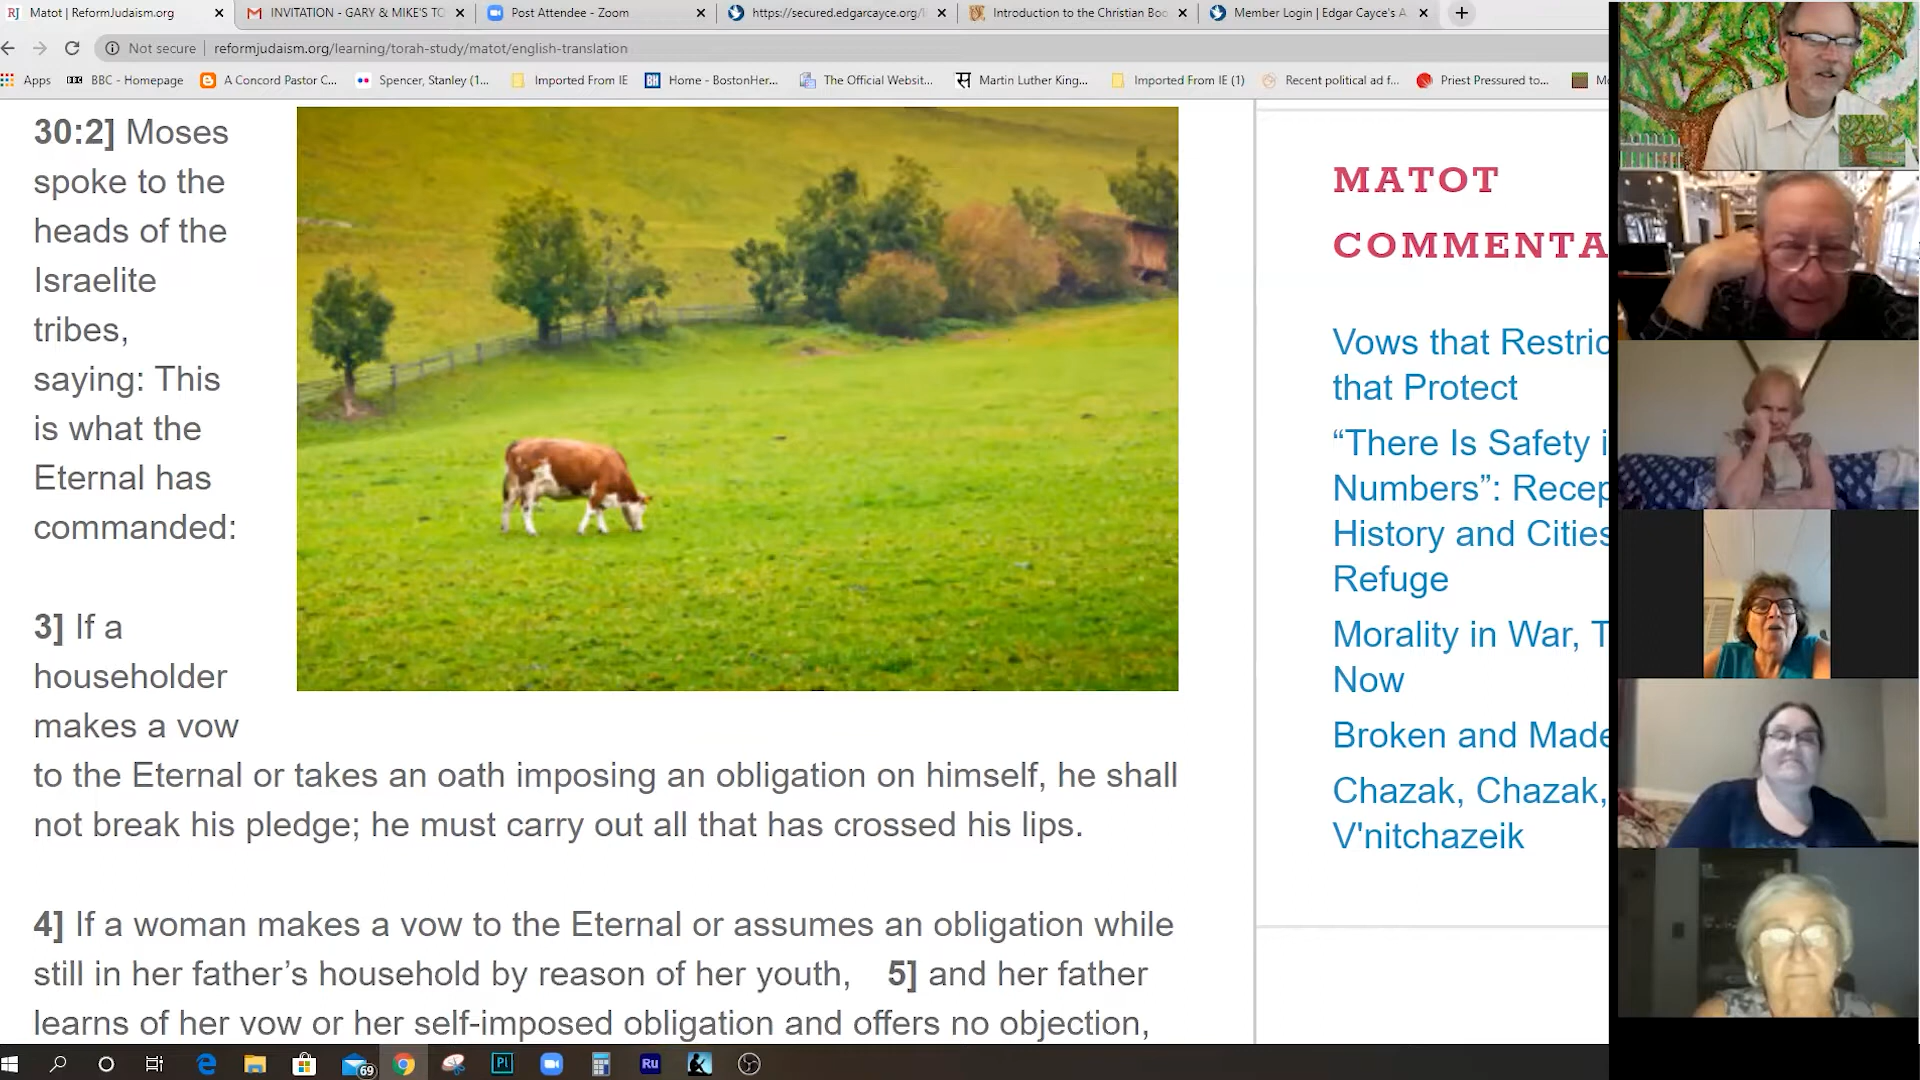 Matot | ReformJudaism.org
INVITATION - GARY & MIKE'S TO
Post Attendee - Zoom
https://secured.edgarcayce.org/
Introduction to the Christian Boo
Member Login | Edgar Cayce's A
Not secure | reformjudaism.org/learning/torah-study/matot/english-translation
Apps
BBC - Homepage
A Concord Pastor C...
Spencer, Stanley (1...
Imported From IE
BH Home - BostonHer...
The Official Websit...
Martin Luther King...
Imported From IE (1)
Recent political ad f...
Priest Pressured to...
30:2] Moses
spoke to the
heads of the
Israelite
tribes,
saying: This
is what the
Eternal has
commanded:
3] If a
householder
makes a vow
to the Eternal or takes an oath imposing an obligation on himself, he shall
not break his pledge; he must carry out all that has crossed his lips.
4] If a woman makes a vow to the Eternal or assumes an obligation while
still in her father’s household by reason of her youth, 5] and her father
learns of her vow or her self-imposed obligation and offers no objection,
MATOT
COMMENTA
Vows that Restric
that Protect
“There Is Safety i
Numbers”: Recep
History and Cities
Refuge
Morality in War, T
Now
Broken and Made
Chazak, Chazak,
V'nitchazeik
69
Pl
Ru